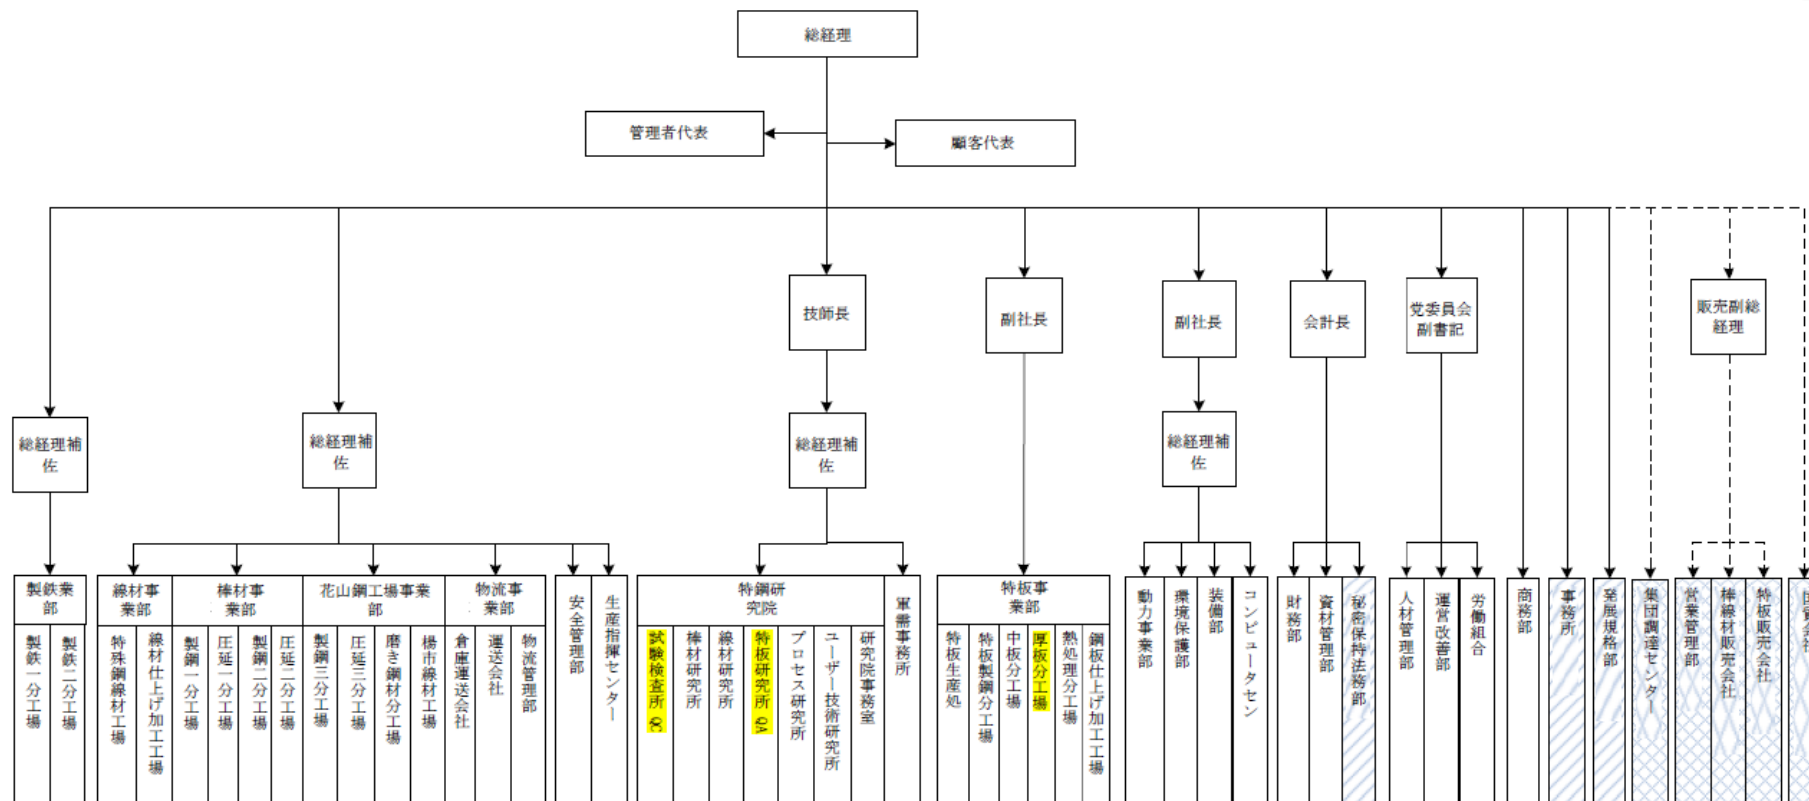 総経理
管理者代表
顧客代表
技師長
副社長
副社長
会計長
党委員会
副書記
販売副総
経理
総経理補
佐
総経理補
佐
総経理補
佐
総経理補
佐
製鉄業
部
線材事
業部
棒材事
業部
花山鋼工場事業
部
物流事
業部
特鋼研
究院
特板事
業部
製鉄一分工場
製鉄二分工場
特殊鋼線材工場
線材仕上げ加工工場
製鋼一分工場
圧延一分工場
製鋼二分工場
圧延二分工場
製鋼三分工場
圧延三分工場
磨き鋼材分工場
楊市線材工場
倉庫運送会社
運送会社
物流管理部
安全管理部
生産指揮センター
試験検査所 QC
棒材研究所
線材研究所
特板研究所 QA
プロセス研究所
ユーザー技術研究所
研究院事務室
軍需事務所
特板生産処
特板製鋼分工場
中板分工場
厚板分工場
熱処理分工場
鋼板仕上げ加工工場
動力事業部
環境保護部
装備部
コンピュータセン
財務部
資材管理部
秘密保持法務部
人材管理部
運営改善部
労働組合
商務部
事務所
発展規格部
集団調達センター
営業管理部
棒線材販売会社
特板販売会社